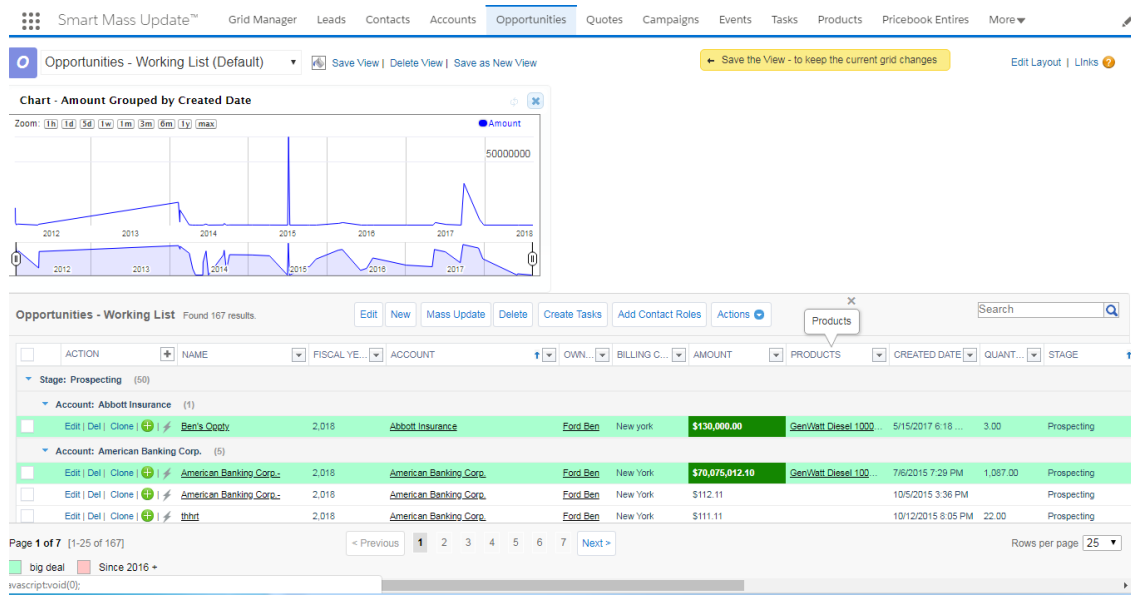 Smart Mass Update™ Grid Manager Leads Contacts Accounts Opportunities Quotes Campaigns Events Tasks Products Pricebook Entires More
O Opportunities - Working List (Default) Save View | Delete View | Save as New View ← Save the View - to keep the current grid changes Edit Layout | LInks ?
Chart - Amount Grouped by Created Date
Zoom: 1h 1d 5d 1w 1m 3m 6m 1y max Amount
50000000
2012 2013 2014 2015 2016 2017 2018
2012 2013 2014 2015 2016 2017
Opportunities - Working List Found 167 results. Edit New Mass Update Delete Create Tasks Add Contact Roles Actions Products Search
ACTION NAME FISCAL YE... ACCOUNT OWN... BILLING C... AMOUNT PRODUCTS CREATED DATE QUANT... STAGE
Stage: Prospecting (50)
Account: Abbott Insurance (1)
Edit | Del | Clone | Ben's Oppty 2,018 Abbott Insurance Ford Ben New york $130,000.00 GenWatt Diesel 1000... 5/15/2017 6:18 ... 3.00 Prospecting
Account: American Banking Corp. (5)
Edit | Del | Clone | American Banking Corp.- 2,018 American Banking Corp. Ford Ben New York $70,075,012.10 GenWatt Diesel 100... 7/6/2015 7:29 PM 1,087.00 Prospecting
Edit | Del | Clone | American Banking Corp.- 2,018 American Banking Corp. Ford Ben New York $112.11 10/5/2015 3:36 PM Prospecting
Edit | Del | Clone | thhrt 2,018 American Banking Corp. Ford Ben New York $111.11 10/12/2015 8:05 PM 22.00 Prospecting
Page 1 of 7 [1-25 of 167] < Previous 1 2 3 4 5 6 7 Next > Rows per page 25
big deal Since 2016 +
avascript:void(0);